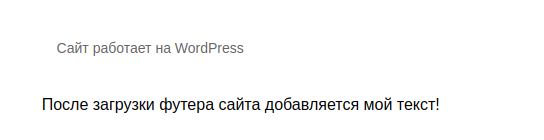 Сайт работает на WordPress
После загрузки футера сайта добавляется мой текст!